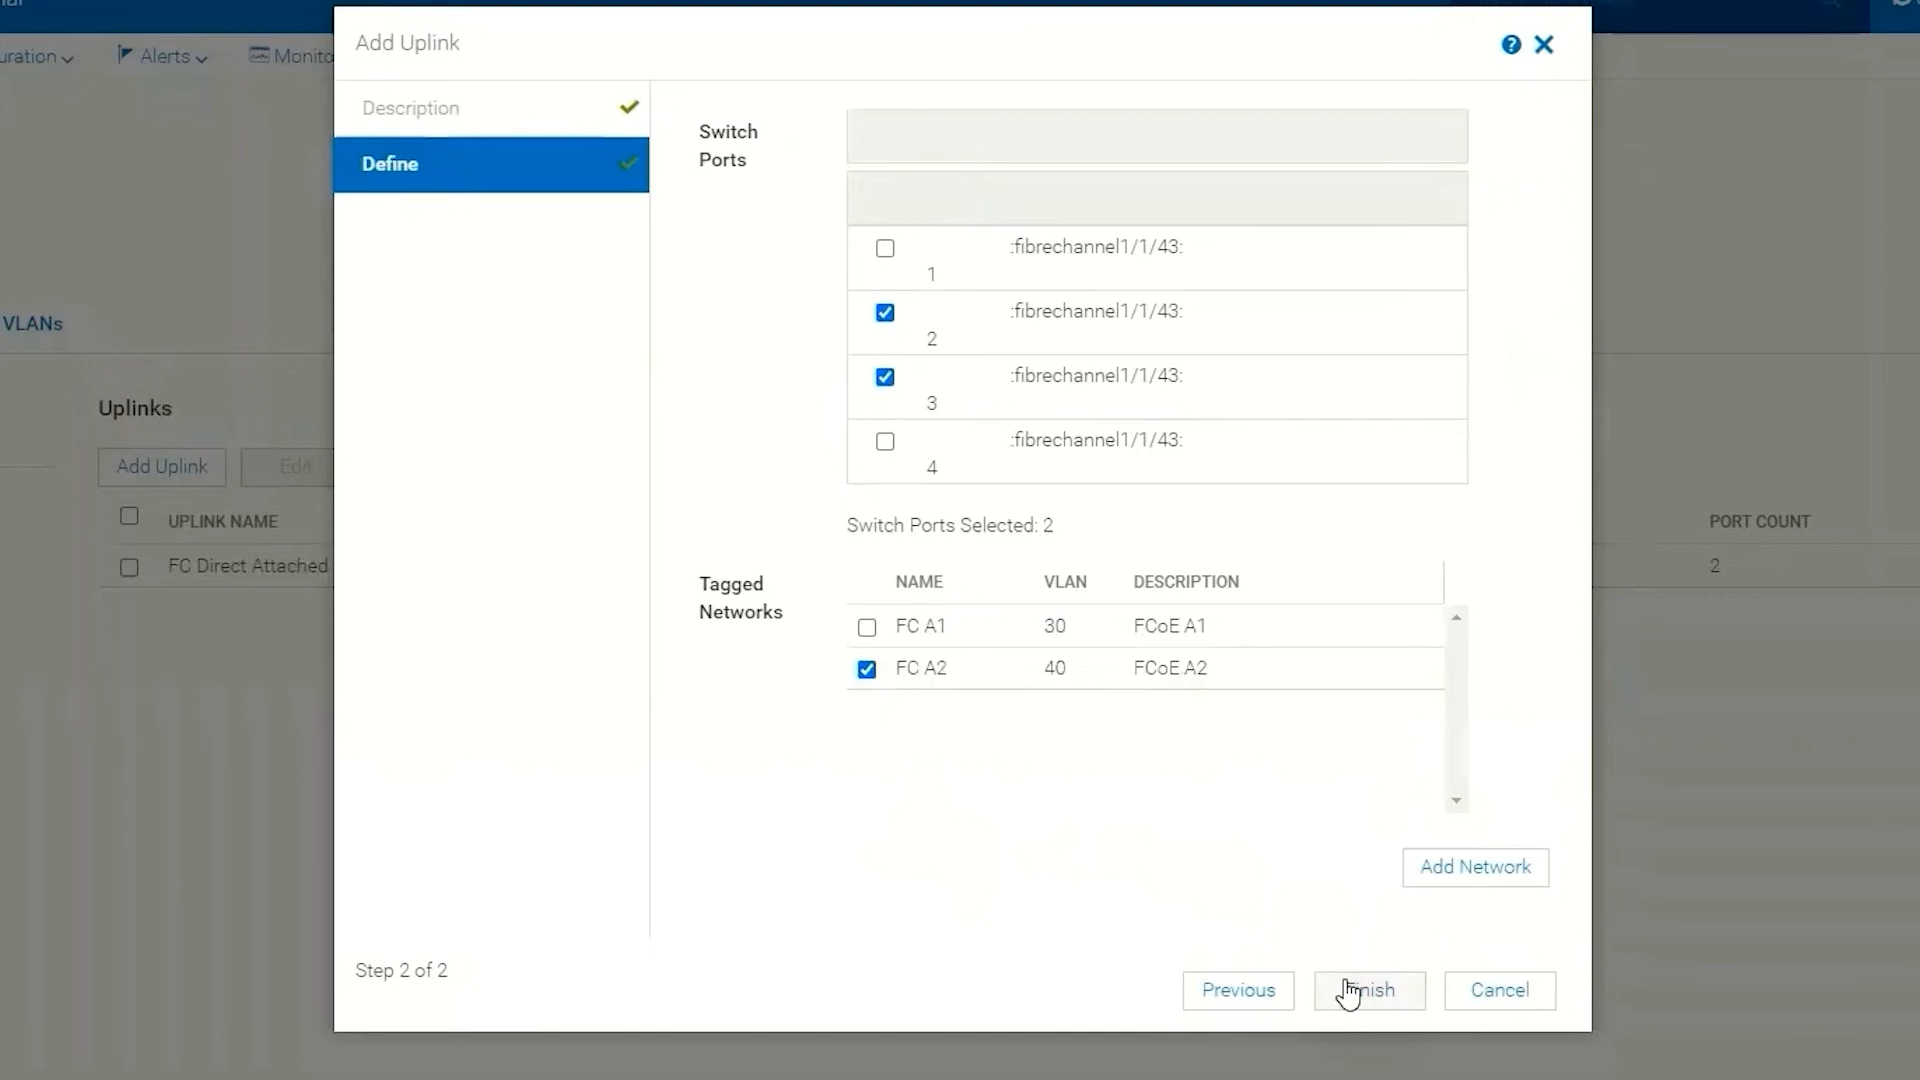 Add Uplink
Alerts
VLANs
Uplinks
Add Uplink
Edit
UPLINK NAME
PORT COUNT
FC Direct Attached
2
Description
Define
Switch
Ports
:fibrechannel1/1/43:
1
:fibrechannel1/1/43:
2
:fibrechannel1/1/43:
3
:fibrechannel1/1/43:
4
Switch Ports Selected: 2
Tagged
Networks
NAME VLAN DESCRIPTION
FC A1 30 FCoE A1
FC A2 40 FCoE A2
Add Network
Step 2 of 2
Previous
Finish
Cancel